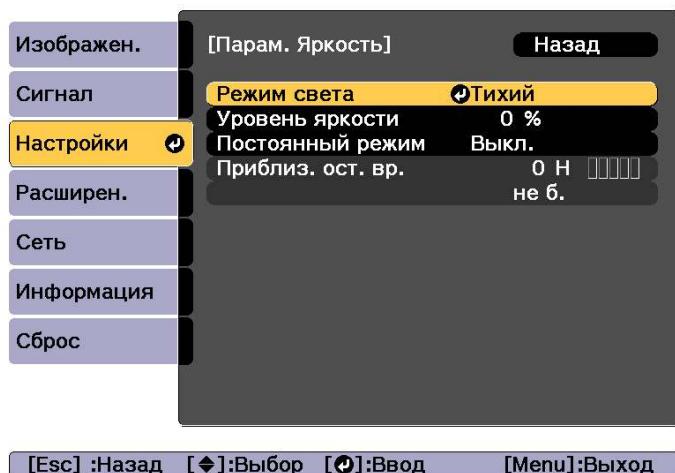 Изображен.
Сигнал
Настройки
Расширен.
Сеть
Информация
Сброс
[Парам. Яркость] Назад
Режим света Тихий
Уровень яркости 0 %
Постоянный режим Выкл.
Приблиз. ост. вр. 0 H
не б.
[Esc] :Назад [ ]:Выбор [ ]:Ввод [Menu]:Выход